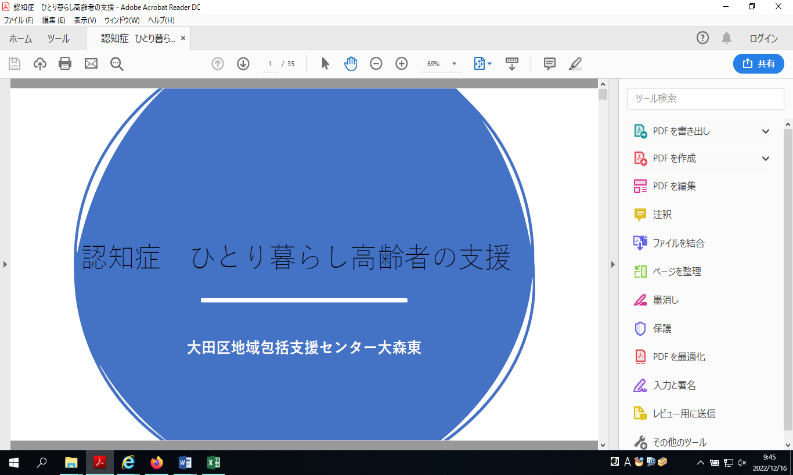 認知症　ひとり暮らし高齢者の支援 - Adobe Acrobat Reader DC
ファイル(F) 編集(E) 表示(V) ウィンドウ(W) ヘルプ(H)
ホーム ツール 認知症　ひとり暮ら... × ログイン
1 / 35 69% 共有
ツール検索
PDF を書き出し
PDF を作成
PDF を編集
注釈
ファイルを結合
ページを整理
墨消し
保護
PDF を最適化
入力と署名
レビュー用に送信
その他のツール
認知症　ひとり暮らし高齢者の支援
大田区地域包括支援センター大森東
A
9:45
2022/12/16